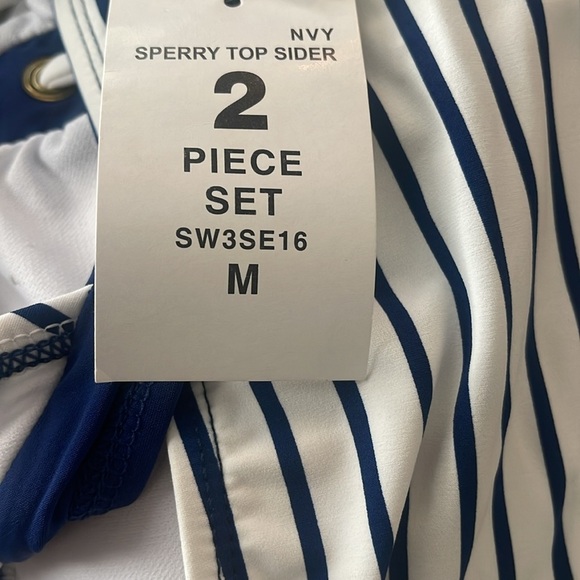 NVY
SPERRY TOP SIDER
2
PIECE
SET
SW3SE16
M